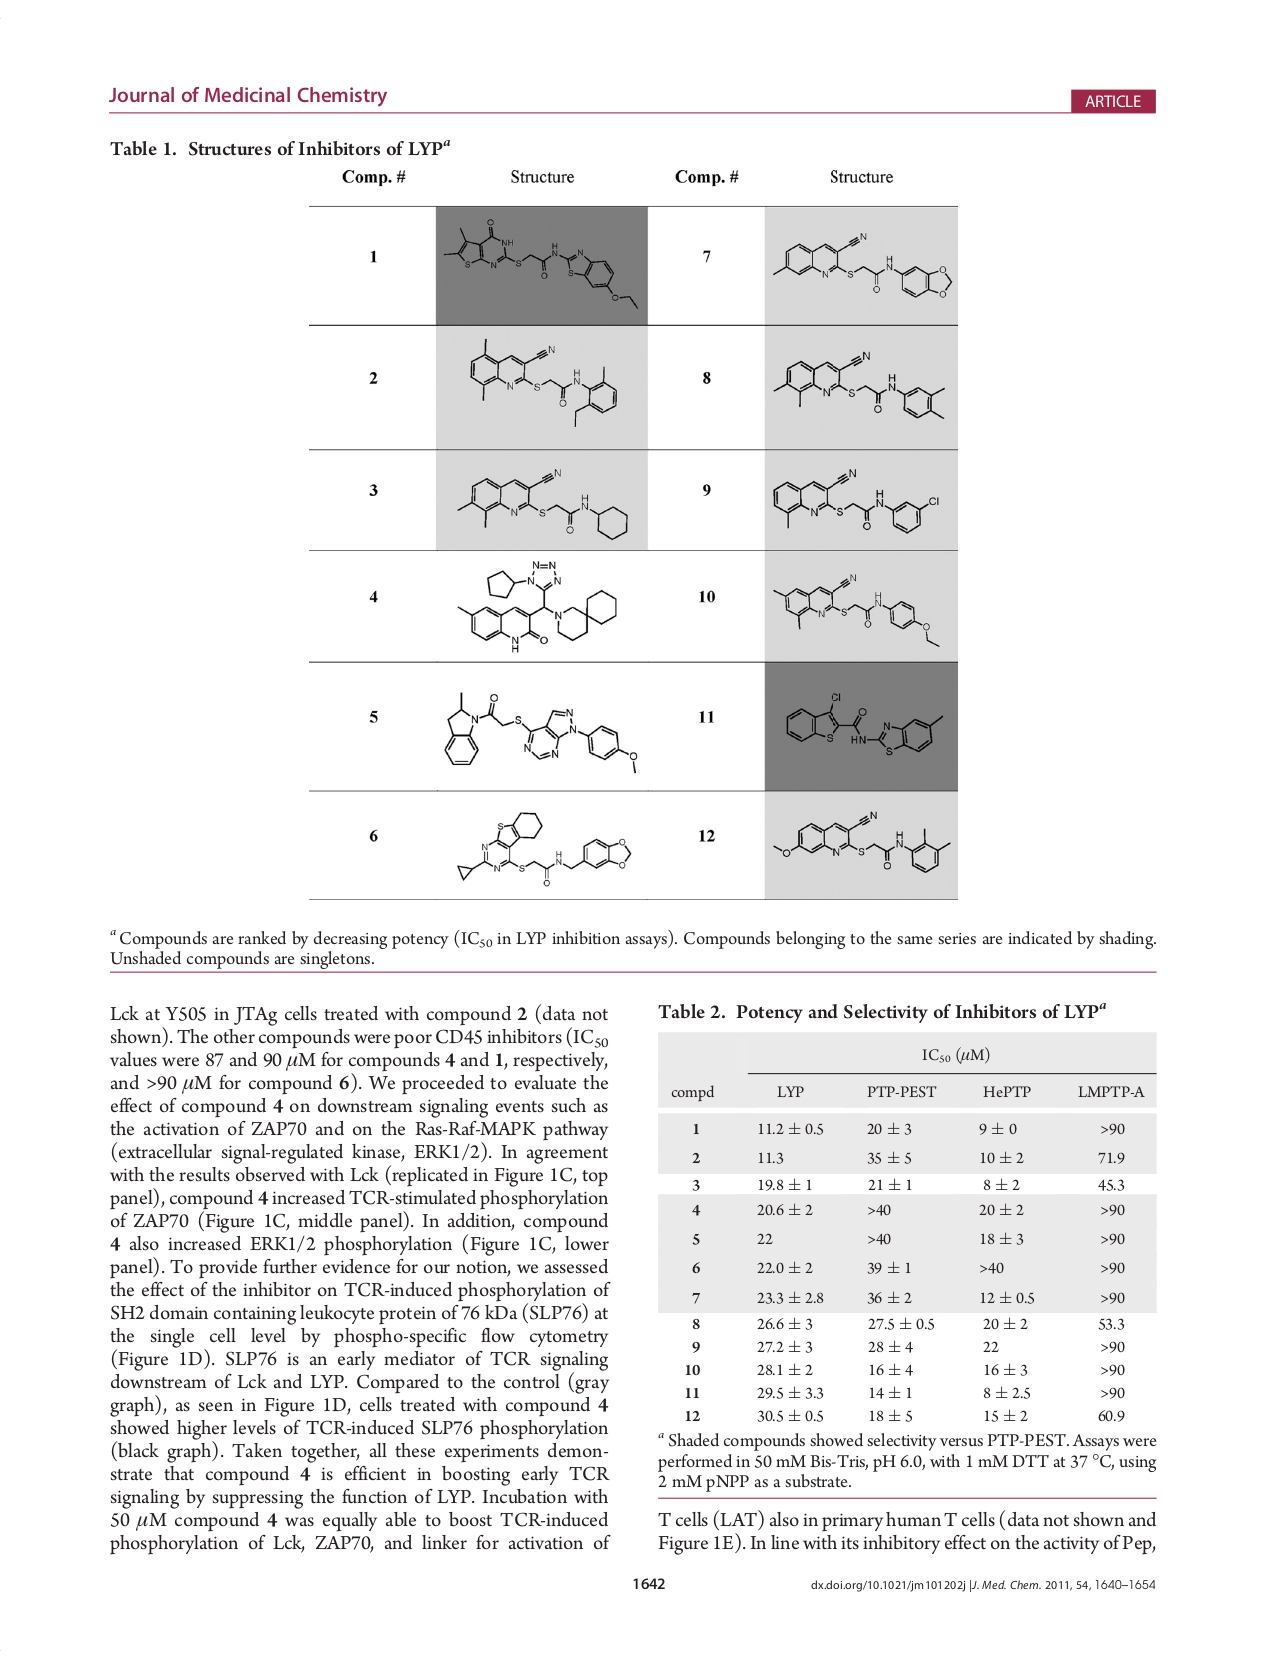 Journal of Medicinal Chemistry
ARTICLE
Table 1. Structures of Inhibitors of LYPa
Comp. # Structure Comp. # Structure
1 7
2 8
3 9
4 10
5 11
6 12
a Compounds are ranked by decreasing potency (IC50 in LYP inhibition assays). Compounds belonging to the same series are indicated by shading.
Unshaded compounds are singletons.
Lck at Y505 in JTAg cells treated with compound 2 (data not
shown). The other compounds were poor CD45 inhibitors (IC50
values were 87 and 90 μM for compounds 4 and 1, respectively,
and >90 μM for compound 6). We proceeded to evaluate the
effect of compound 4 on downstream signaling events such as
the activation of ZAP70 and on the Ras-Raf-MAPK pathway
(extracellular signal-regulated kinase, ERK1/2). In agreement
with the results observed with Lck (replicated in Figure 1C, top
panel), compound 4 increased TCR-stimulated phosphorylation
of ZAP70 (Figure 1C, middle panel). In addition, compound
4 also increased ERK1/2 phosphorylation (Figure 1C, lower
panel). To provide further evidence for our notion, we assessed
the effect of the inhibitor on TCR-induced phosphorylation of
SH2 domain containing leukocyte protein of 76 kDa (SLP76) at
the single cell level by phospho-specific flow cytometry
(Figure 1D). SLP76 is an early mediator of TCR signaling
downstream of Lck and LYP. Compared to the control (gray
graph), as seen in Figure 1D, cells treated with compound 4
showed higher levels of TCR-induced SLP76 phosphorylation
(black graph). Taken together, all these experiments demon-
strate that compound 4 is efficient in boosting early TCR
signaling by suppressing the function of LYP. Incubation with
50 μM compound 4 was equally able to boost TCR-induced
phosphorylation of Lck, ZAP70, and linker for activation of
Table 2. Potency and Selectivity of Inhibitors of LYPa
IC50 (μM)
compd LYP PTP-PEST HePTP LMPTP-A
1 11.2 ± 0.5 20 ± 3 9 ± 0 >90
2 11.3 35 ± 5 10 ± 2 71.9
3 19.8 ± 1 21 ± 1 8 ± 2 45.3
4 20.6 ± 2 >40 20 ± 2 >90
5 22 >40 18 ± 3 >90
6 22.0 ± 2 39 ± 1 >40 >90
7 23.3 ± 2.8 36 ± 2 12 ± 0.5 >90
8 26.6 ± 3 27.5 ± 0.5 20 ± 2 53.3
9 27.2 ± 3 28 ± 4 22 >90
10 28.1 ± 2 16 ± 4 16 ± 3 >90
11 29.5 ± 3.3 14 ± 1 8 ± 2.5 >90
12 30.5 ± 0.5 18 ± 5 15 ± 2 60.9
a Shaded compounds showed selectivity versus PTP-PEST. Assays were
performed in 50 mM Bis-Tris, pH 6.0, with 1 mM DTT at 37 °C, using
2 mM pNPP as a substrate.
T cells (LAT) also in primary human T cells (data not shown and
Figure 1E). In line with its inhibitory effect on the activity of Pep,
1642
dx.doi.org/10.1021/jm101202j |J. Med. Chem. 2011, 54, 1640–1654